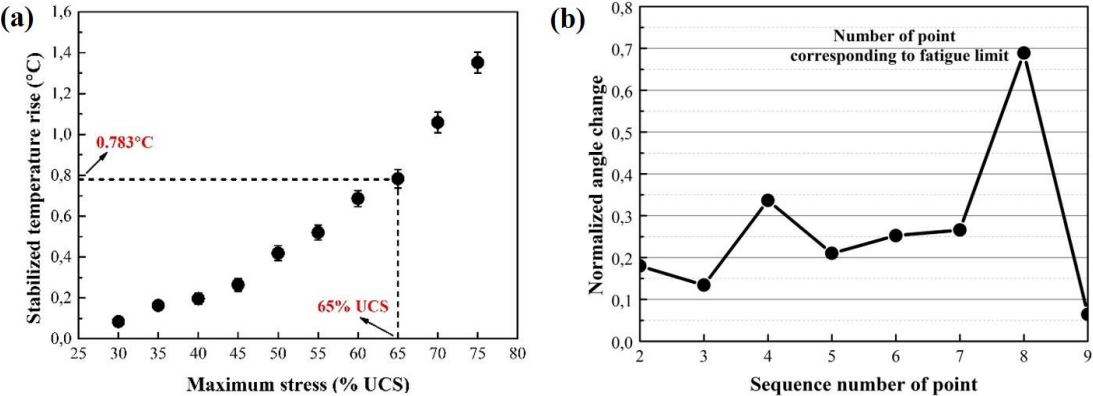 (a)
1,6
1,4
1,2
1,0
0,8
0,6
0,4
0,2
0,0
Stabilized temperature rise (°C)
0.783°C
65% UCS
25 30 35 40 45 50 55 60 65 70 75 80
Maximum stress (% UCS)
(b)
0,8
0,7
0,6
0,5
0,4
0,3
0,2
0,1
0,0
Normalized angle change
Number of point
corresponding to fatigue limit
2 3 4 5 6 7 8 9
Sequence number of point